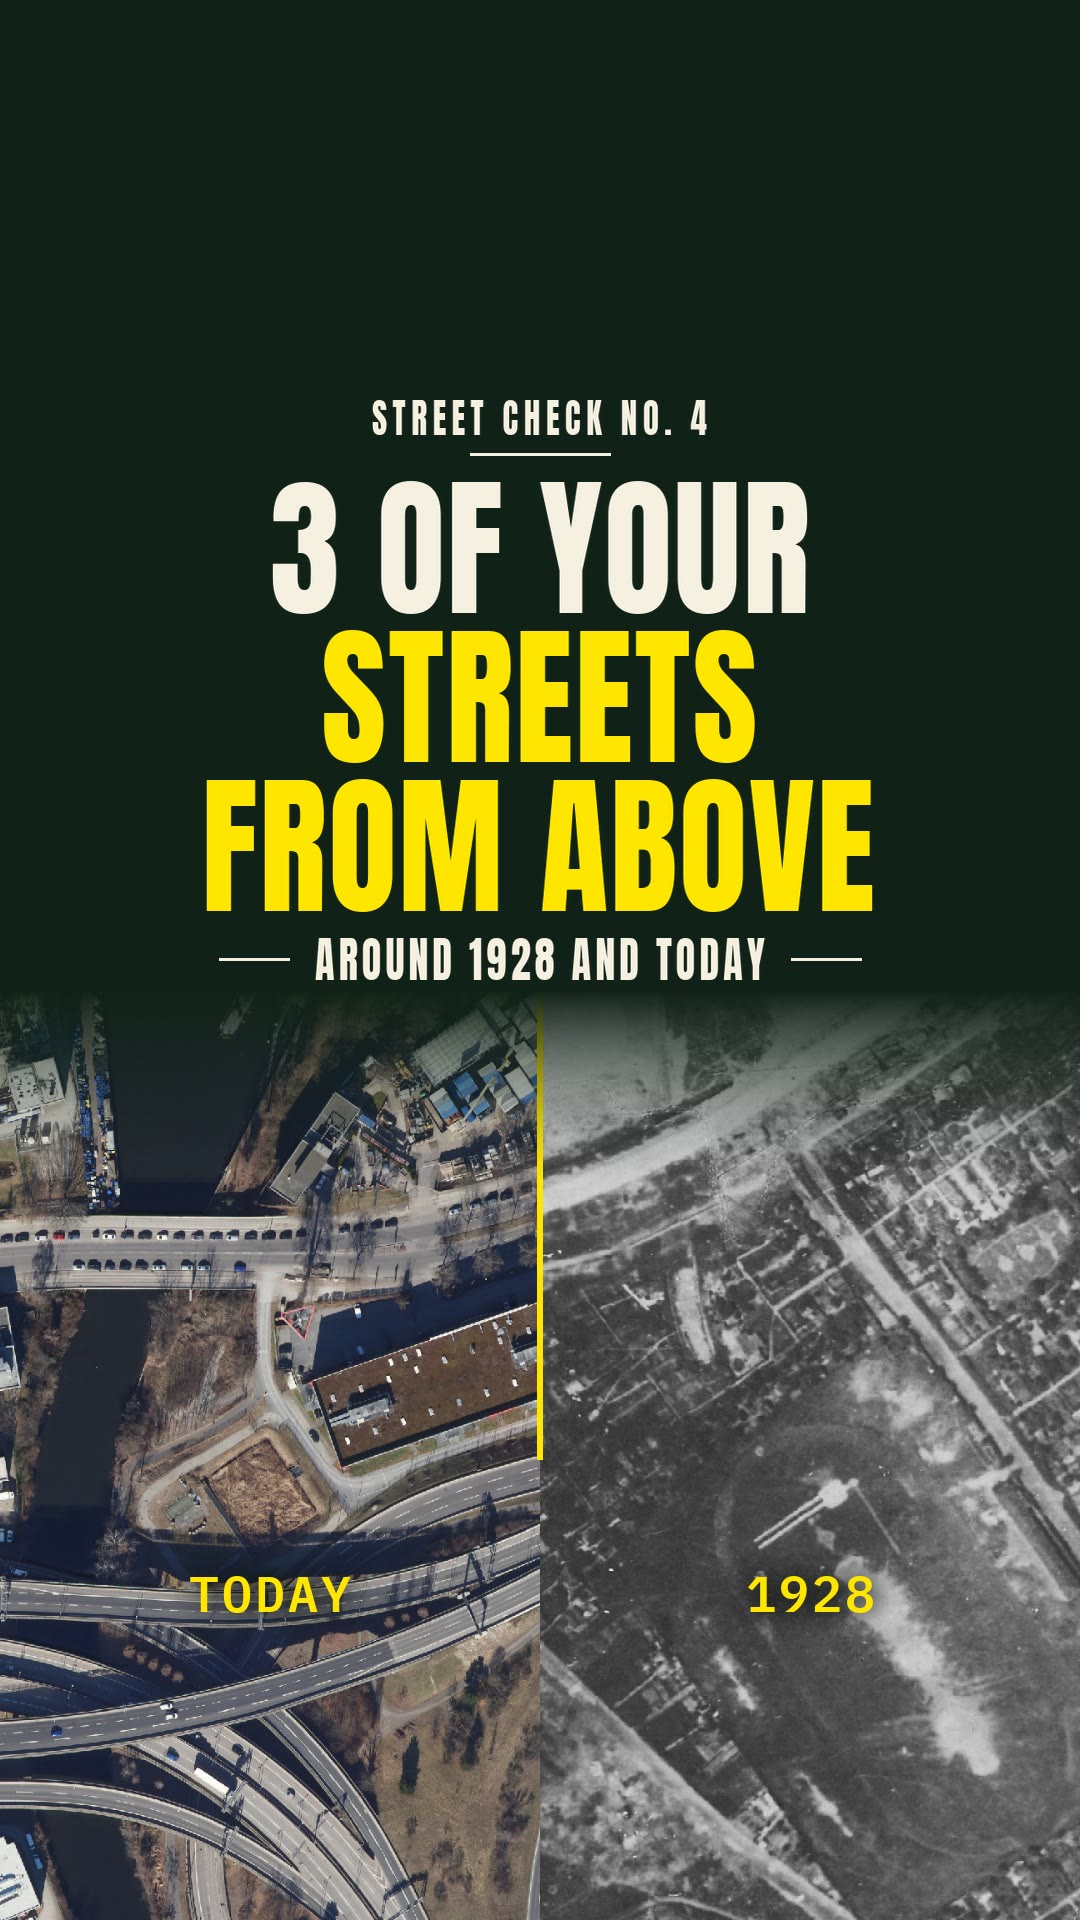 STREET CHECK NO. 4
3 OF YOUR
STREETS
FROM ABOVE
AROUND 1928 AND TODAY
TODAY
1928